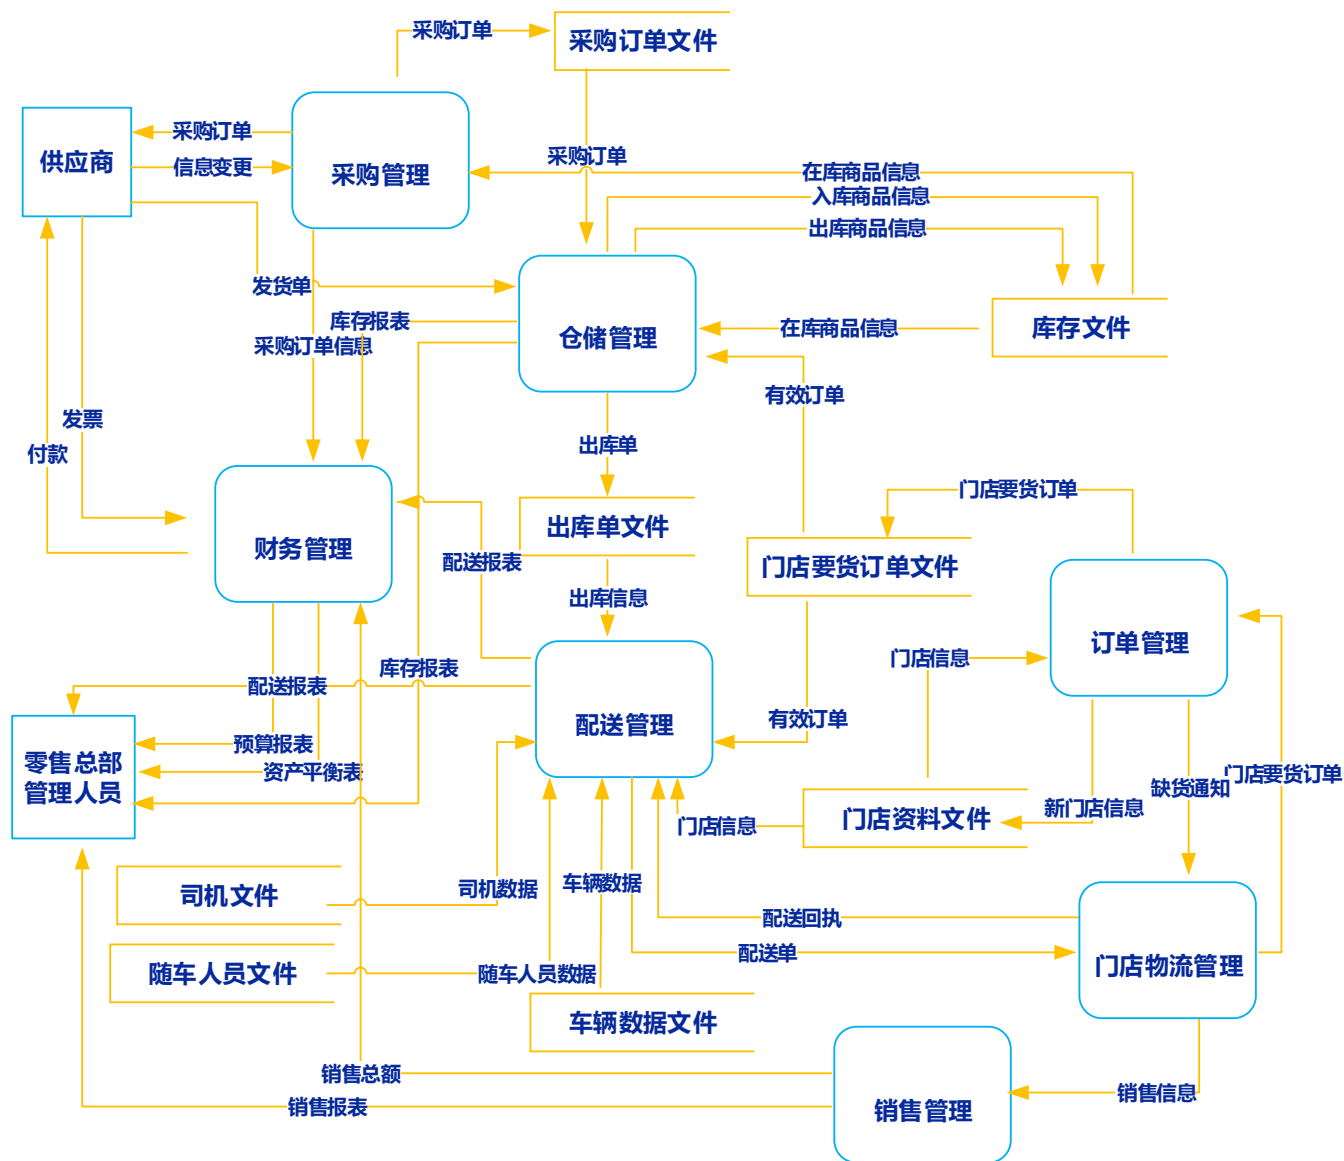 采购订单
采购订单文件
采购订单
供应商
信息变更
采购管理
采购订单
在库商品信息
入库商品信息
出库商品信息
发货单
库存报表
采购订单信息
仓储管理
在库商品信息
库存文件
有效订单
发票
付款
出库单
门店要货订单
财务管理
出库单文件
配送报表
门店要货订单文件
出库信息
订单管理
门店信息
库存报表
配送报表
配送管理
有效订单
预算报表
资产平衡表
零售总部
管理人员
门店要货订单
缺货通知
新门店信息
门店信息
门店资料文件
司机文件
司机数据
车辆数据
配送回执
配送单
随车人员文件
随车人员数据
门店物流管理
车辆数据文件
销售总额
销售报表
销售管理
销售信息